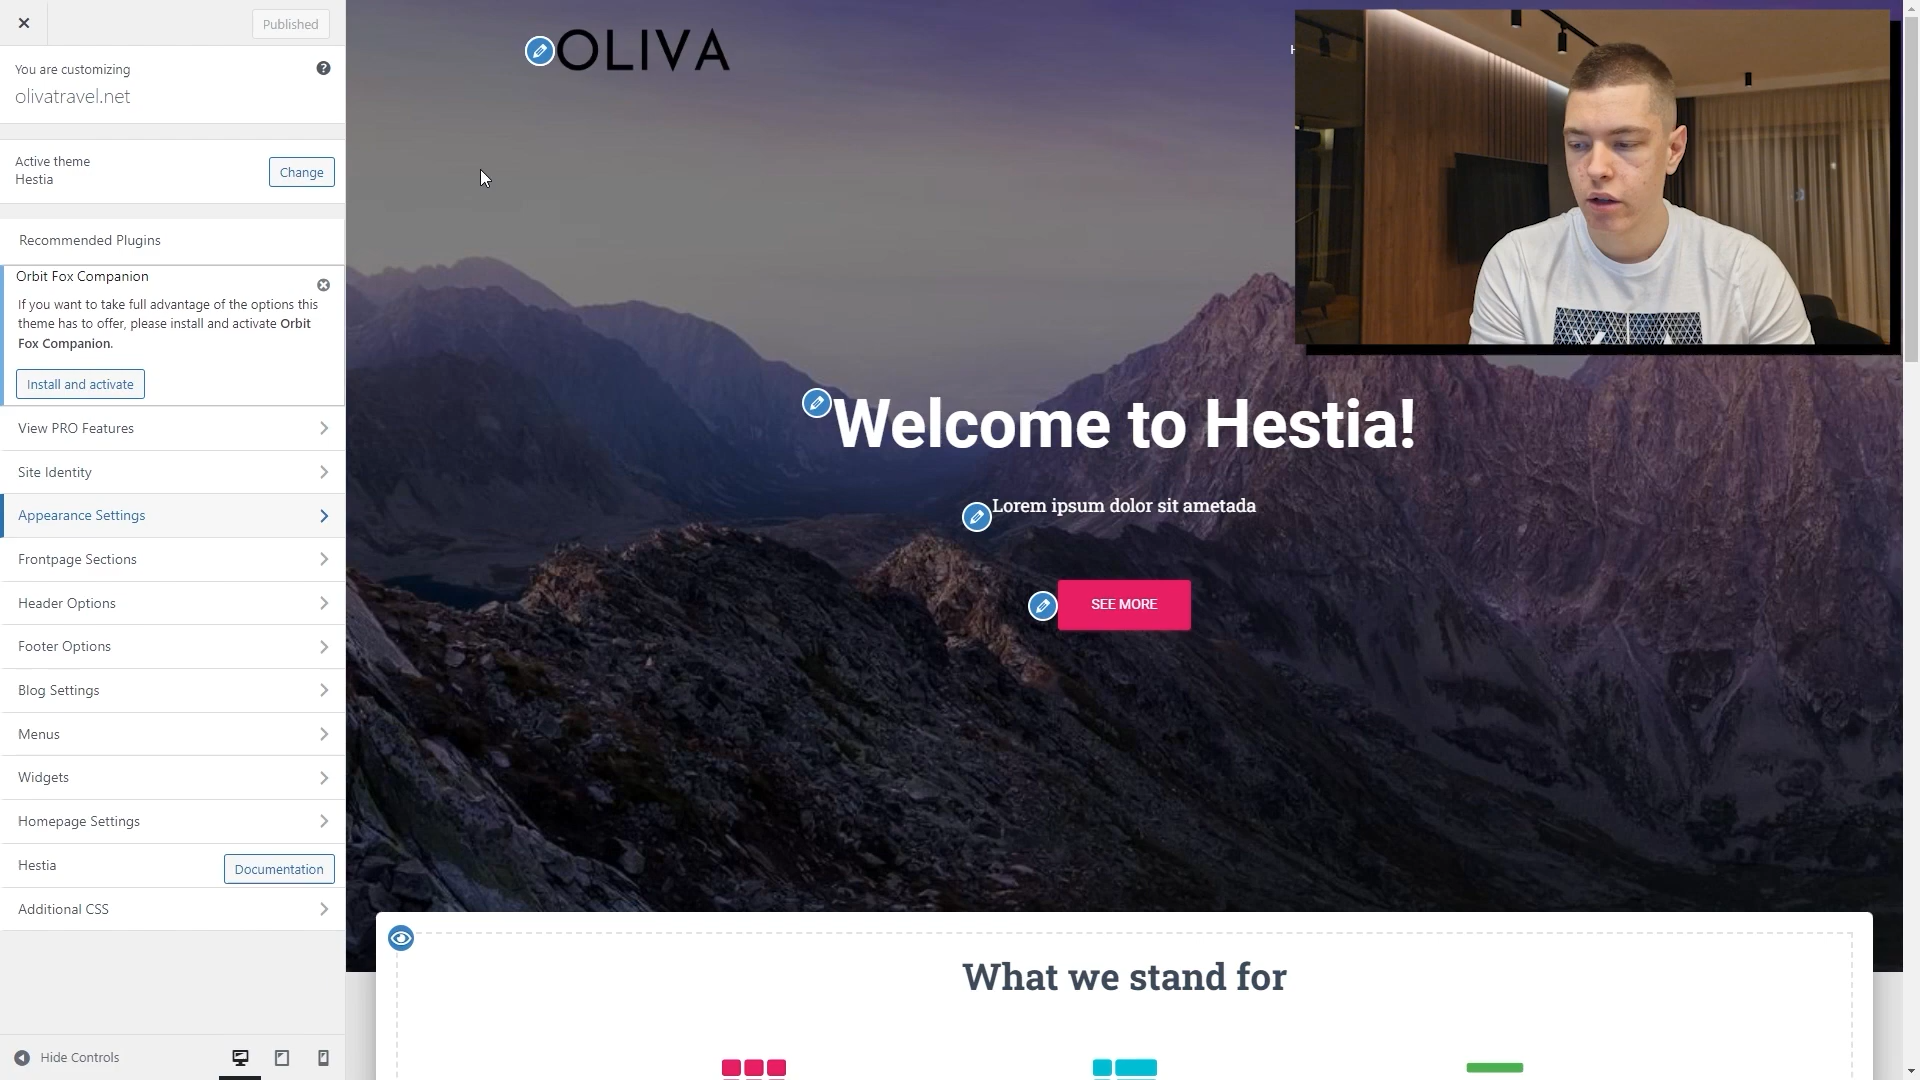 Published
You are customizing
olivatravel.net
Active theme
Hestia
Change
Recommended Plugins
Orbit Fox Companion
If you want to take full advantage of the options this
theme has to offer, please install and activate Orbit
Fox Companion.
Install and activate
View PRO Features
Site Identity
Appearance Settings
Frontpage Sections
Header Options
Footer Options
Blog Settings
Menus
Widgets
Homepage Settings
Hestia
Documentation
Additional CSS
Hide Controls
OLIVA
Welcome to Hestia!
Lorem ipsum dolor sit ametada
SEE MORE
What we stand for